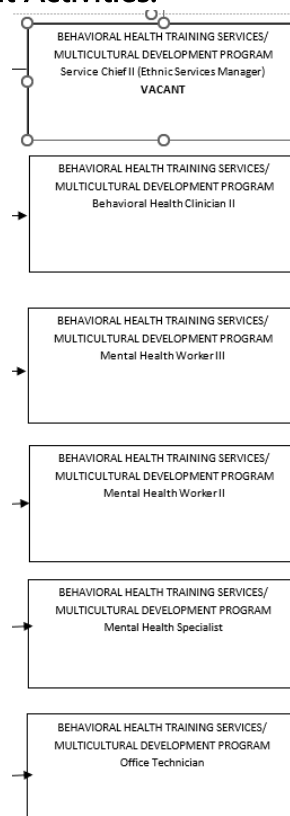 t Activities.
BEHAVIORAL HEALTH TRAINING SERVICES/
MULTICULTURAL DEVELOPMENT PROGRAM
Service Chief II (Ethnic Services Manager)
VACANT
BEHAVIORAL HEALTH TRAINING SERVICES/
MULTICULTURAL DEVELOPMENT PROGRAM
Behavioral Health Clinician II
BEHAVIORAL HEALTH TRAINING SERVICES/
MULTICULTURAL DEVELOPMENT PROGRAM
Mental Health Worker III
BEHAVIORAL HEALTH TRAINING SERVICES/
MULTICULTURAL DEVELOPMENT PROGRAM
Mental Health Worker II
BEHAVIORAL HEALTH TRAINING SERVICES/
MULTICULTURAL DEVELOPMENT PROGRAM
Mental Health Specialist
BEHAVIORAL HEALTH TRAINING SERVICES/
MULTICULTURAL DEVELOPMENT PROGRAM
Office Technician